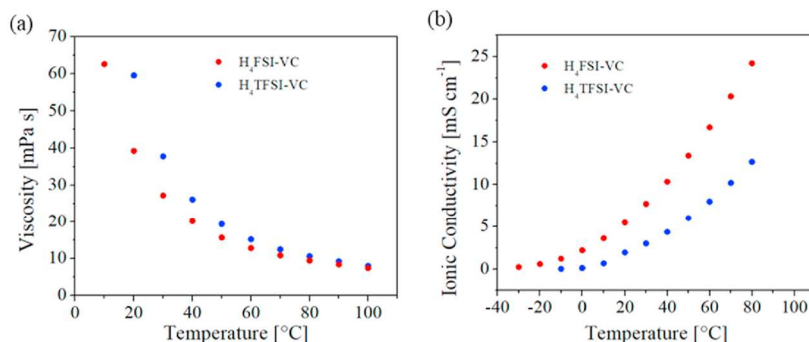 (a)
70
60
50
40
30
20
10
0
Viscosity [mPa s]
H₄FSI-VC
H₄TFSI-VC
20 40 60 80 100
Temperature [°C]
(b)
25
20
15
10
5
0
Ionic Conductivity [mS cm⁻¹]
H₄FSI-VC
H₄TFSI-VC
-40 -20 0 20 40 60 80 100
Temperature [°C]